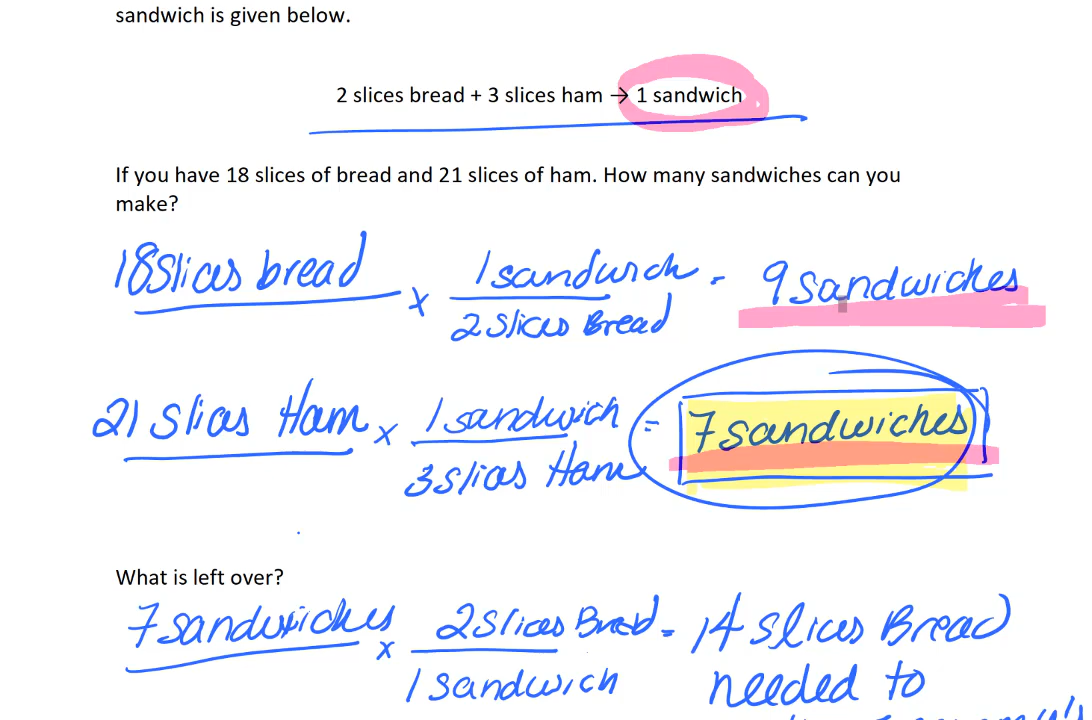 sandwich is given below.
2 slices bread + 3 slices ham → 1 sandwich
If you have 18 slices of bread and 21 slices of ham. How many sandwiches can you
make?
18 Slices bread x 1 sandwich / 2 Slices Bread = 9 Sandwiches
21 Slices Ham x 1 sandwich / 3 Slices Ham = 7 sandwiches
What is left over?
7 sandwiches x 2 Slices Bread / 1 sandwich = 14 Slices Bread
needed to